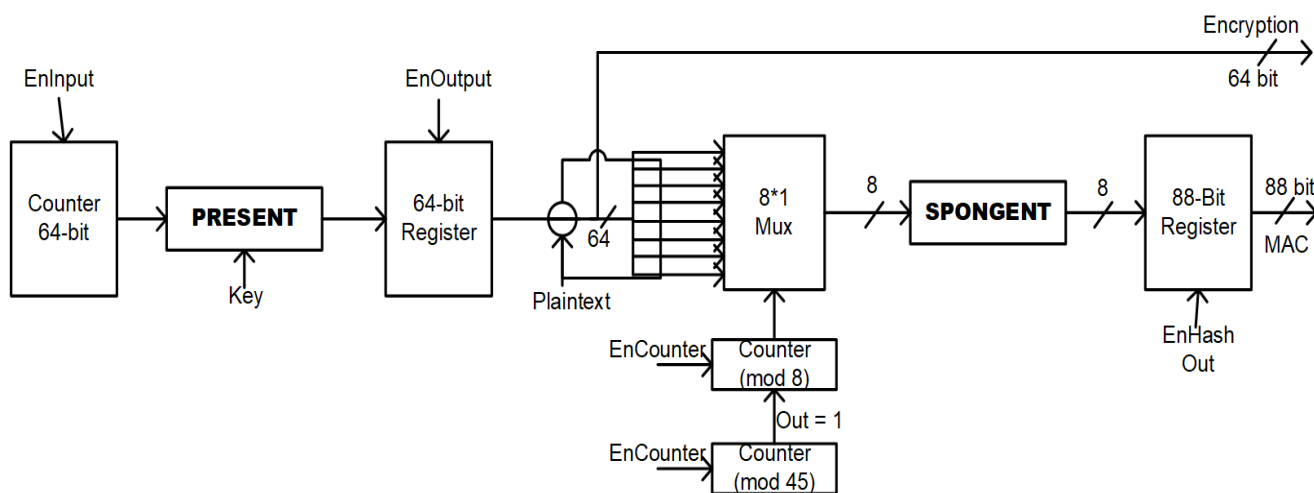 Encryption
64 bit
EnInput
EnOutput
Counter
64-bit
PRESENT
Key
64-bit
Register
64
Plaintext
8*1
Mux
8
SPONGENT
8
88-Bit
Register
88 bit
MAC
EnHash
Out
EnCounter
Counter
(mod 8)
Out = 1
EnCounter
Counter
(mod 45)